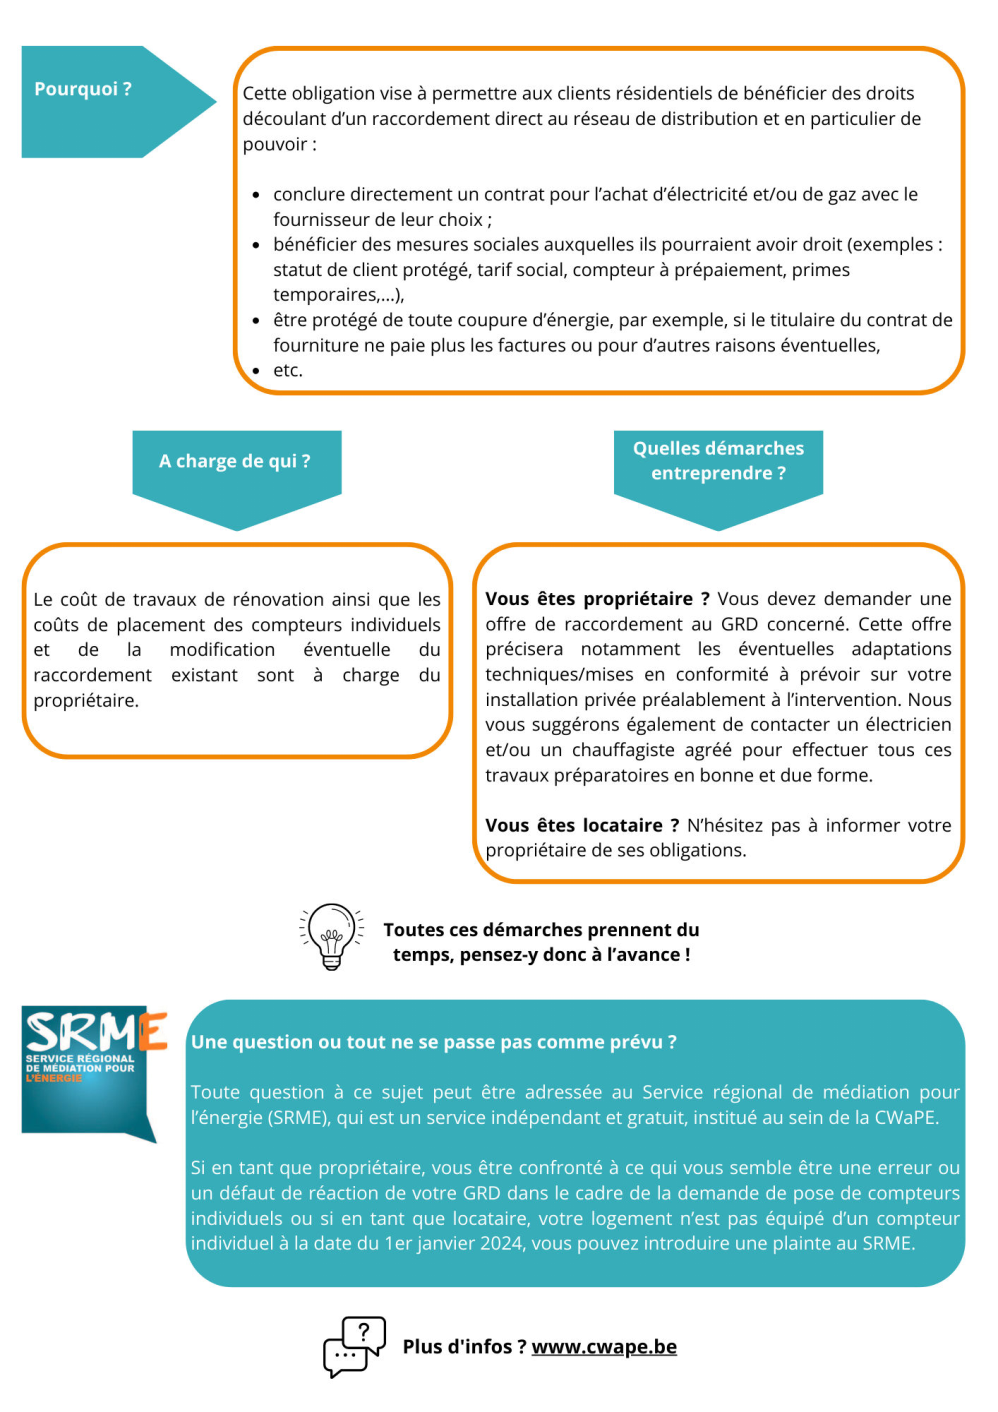 Pourquoi ?
Cette obligation vise à permettre aux clients résidentiels de bénéficier des droits
découlant d’un raccordement direct au réseau de distribution et en particulier de
pouvoir :
• conclure directement un contrat pour l’achat d’électricité et/ou de gaz avec le
fournisseur de leur choix ;
• bénéficier des mesures sociales auxquelles ils pourraient avoir droit (exemples :
statut de client protégé, tarif social, compteur à prépaiement, primes
temporaires,...),
• être protégé de toute coupure d’énergie, par exemple, si le titulaire du contrat de
fourniture ne paie plus les factures ou pour d’autres raisons éventuelles,
• etc.
A charge de qui ?
Le coût de travaux de rénovation ainsi que les
coûts de placement des compteurs individuels
et de la modification éventuelle du
raccordement existant sont à charge du
propriétaire.
Quelles démarches
entreprendre ?
Vous êtes propriétaire ? Vous devez demander une
offre de raccordement au GRD concerné. Cette offre
précisera notamment les éventuelles adaptations
techniques/mises en conformité à prévoir sur votre
installation privée préalablement à l’intervention. Nous
vous suggérons également de contacter un électricien
et/ou un chauffagiste agréé pour effectuer tous ces
travaux préparatoires en bonne et due forme.
Vous êtes locataire ? N’hésitez pas à informer votre
propriétaire de ses obligations.
Toutes ces démarches prennent du
temps, pensez-y donc à l’avance !
SRME
SERVICE RÉGIONAL
DE MÉDIATION POUR
L’ÉNERGIE
Une question ou tout ne se passe pas comme prévu ?
Toute question à ce sujet peut être adressée au Service régional de médiation pour
l’énergie (SRME), qui est un service indépendant et gratuit, institué au sein de la CWaPE.
Si en tant que propriétaire, vous être confronté à ce qui vous semble être une erreur ou
un défaut de réaction de votre GRD dans le cadre de la demande de pose de compteurs
individuels ou si en tant que locataire, votre logement n’est pas équipé d’un compteur
individuel à la date du 1er janvier 2024, vous pouvez introduire une plainte au SRME.
?
Plus d'infos ? www.cwape.be